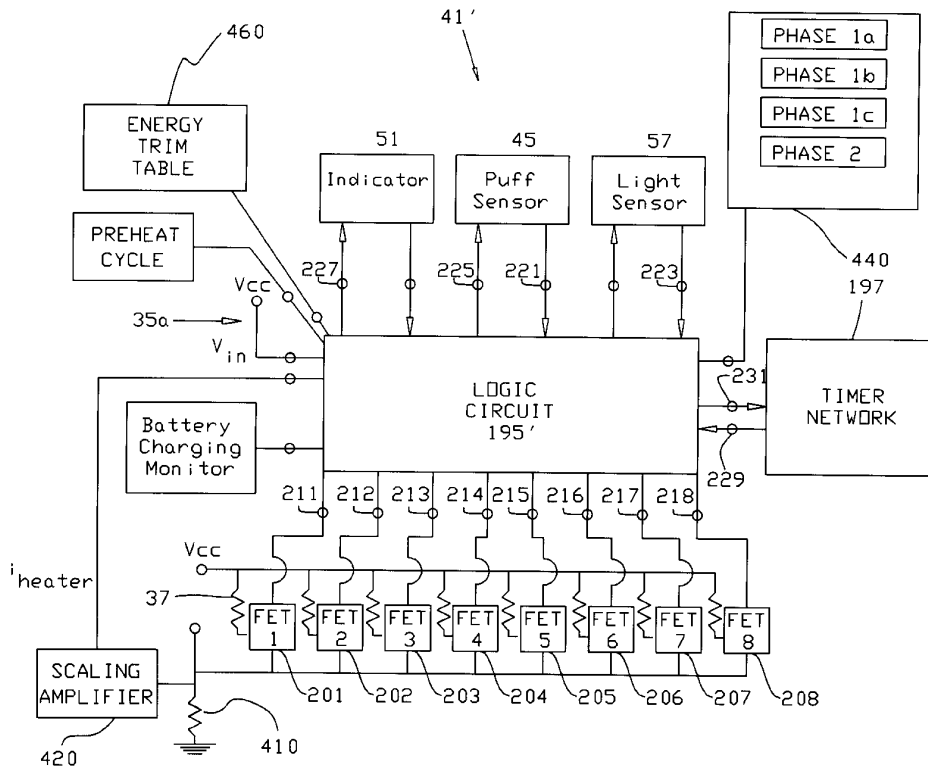 460
41'
PHASE 1a
PHASE 1b
PHASE 1c
PHASE 2
ENERGY
TRIM
TABLE
51
45
57
Indicator
Puff
Sensor
Light
Sensor
PREHEAT
CYCLE
440
197
227
225
221
223
Vcc
35a
Vin
LOGIC
CIRCUIT
195'
231
TIMER
NETWORK
229
Battery
Charging
Monitor
211
212
213
214
215
216
217
218
Vcc
iheater
37
FET
1
FET
2
FET
3
FET
4
FET
5
FET
6
FET
7
FET
8
SCALING
AMPLIFIER
201
202
203
204
205
206
207
208
420
410